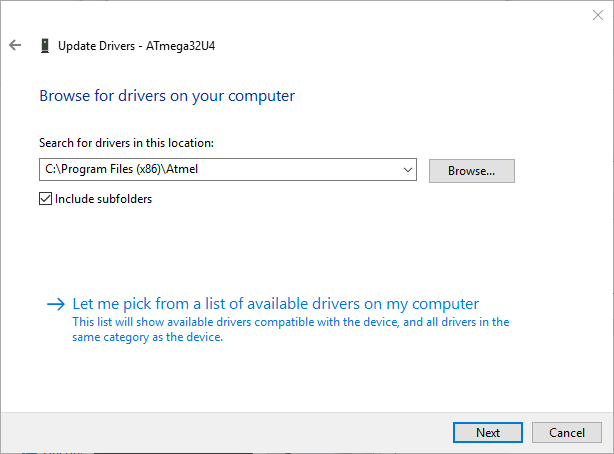 Update Drivers - ATmega32U4
Browse for drivers on your computer
Search for drivers in this location:
C:\Program Files (x86)\Atmel
Browse...
Include subfolders
Let me pick from a list of available drivers on my computer
This list will show available drivers compatible with the device, and all drivers in the
same category as the device.
Next
Cancel